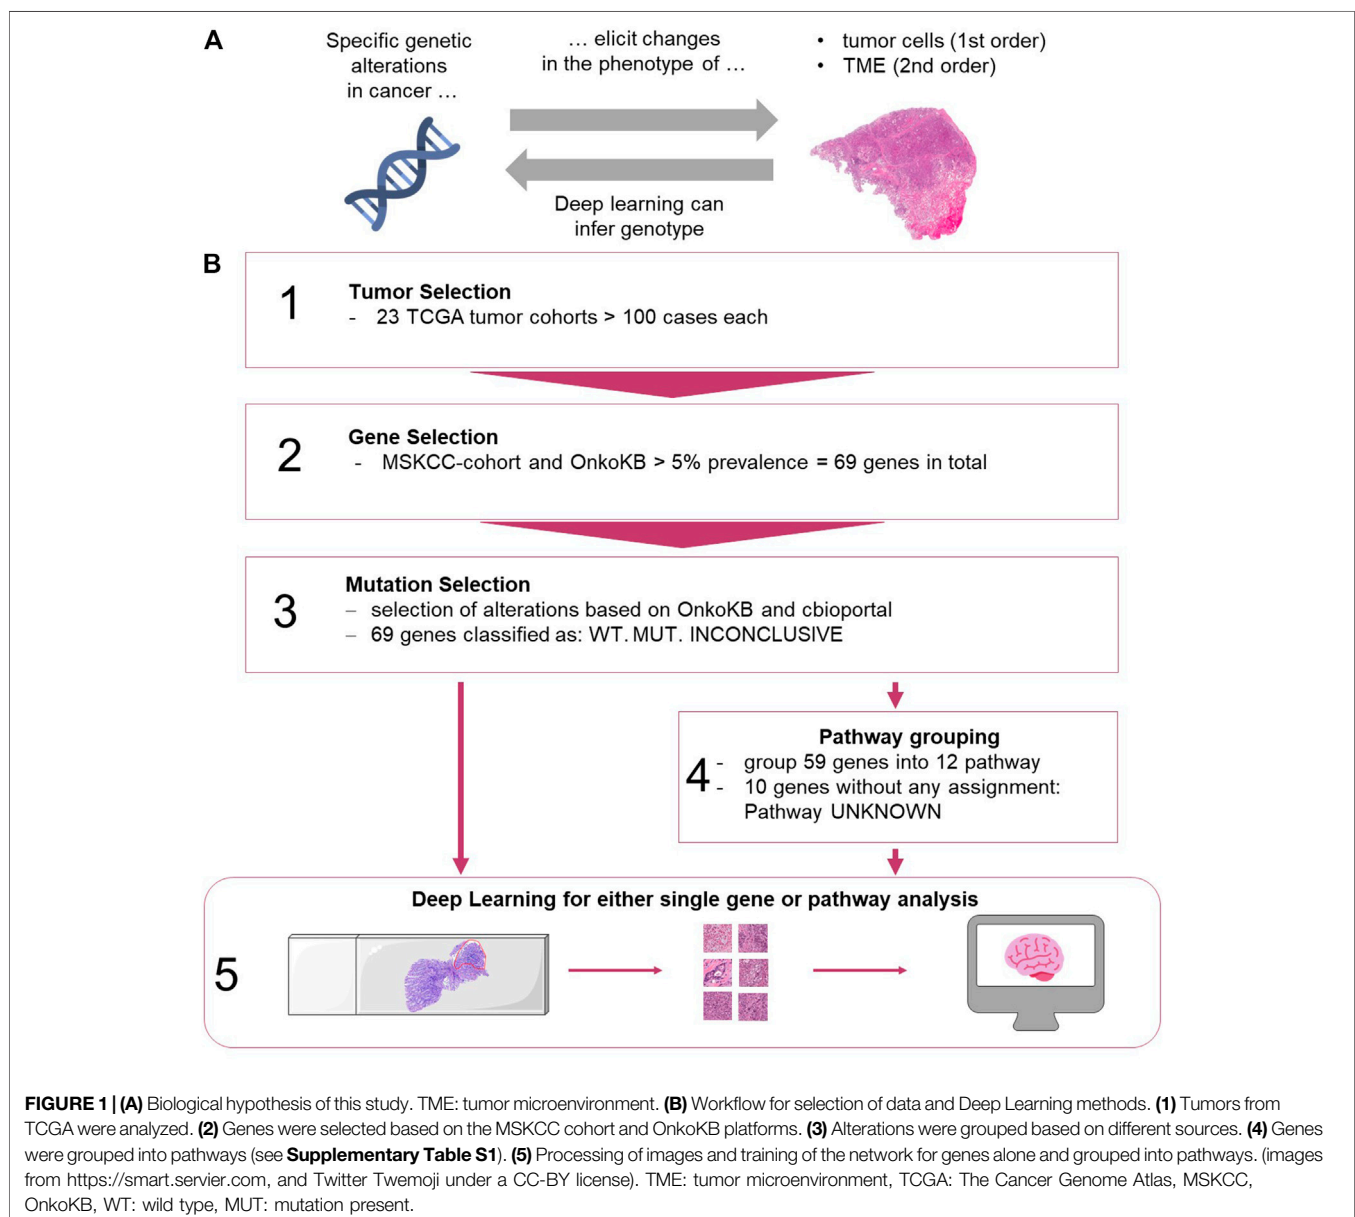 A
Specific genetic
alterations
in cancer ...
... elicit changes
in the phenotype of ...
• tumor cells (1st order)
• TME (2nd order)
Deep learning can
infer genotype
B
1
Tumor Selection
- 23 TCGA tumor cohorts > 100 cases each
2
Gene Selection
- MSKCC-cohort and OnkoKB > 5% prevalence = 69 genes in total
3
Mutation Selection
– selection of alterations based on OnkoKB and cbioportal
– 69 genes classified as: WT. MUT. INCONCLUSIVE
4
Pathway grouping
- group 59 genes into 12 pathway
- 10 genes without any assignment:
Pathway UNKNOWN
Deep Learning for either single gene or pathway analysis
5
FIGURE 1 | (A) Biological hypothesis of this study. TME: tumor microenvironment. (B) Workflow for selection of data and Deep Learning methods. (1) Tumors from
TCGA were analyzed. (2) Genes were selected based on the MSKCC cohort and OnkoKB platforms. (3) Alterations were grouped based on different sources. (4) Genes
were grouped into pathways (see Supplementary Table S1). (5) Processing of images and training of the network for genes alone and grouped into pathways. (images
from https://smart.servier.com, and Twitter Twemoji under a CC-BY license). TME: tumor microenvironment, TCGA: The Cancer Genome Atlas, MSKCC,
OnkoKB, WT: wild type, MUT: mutation present.